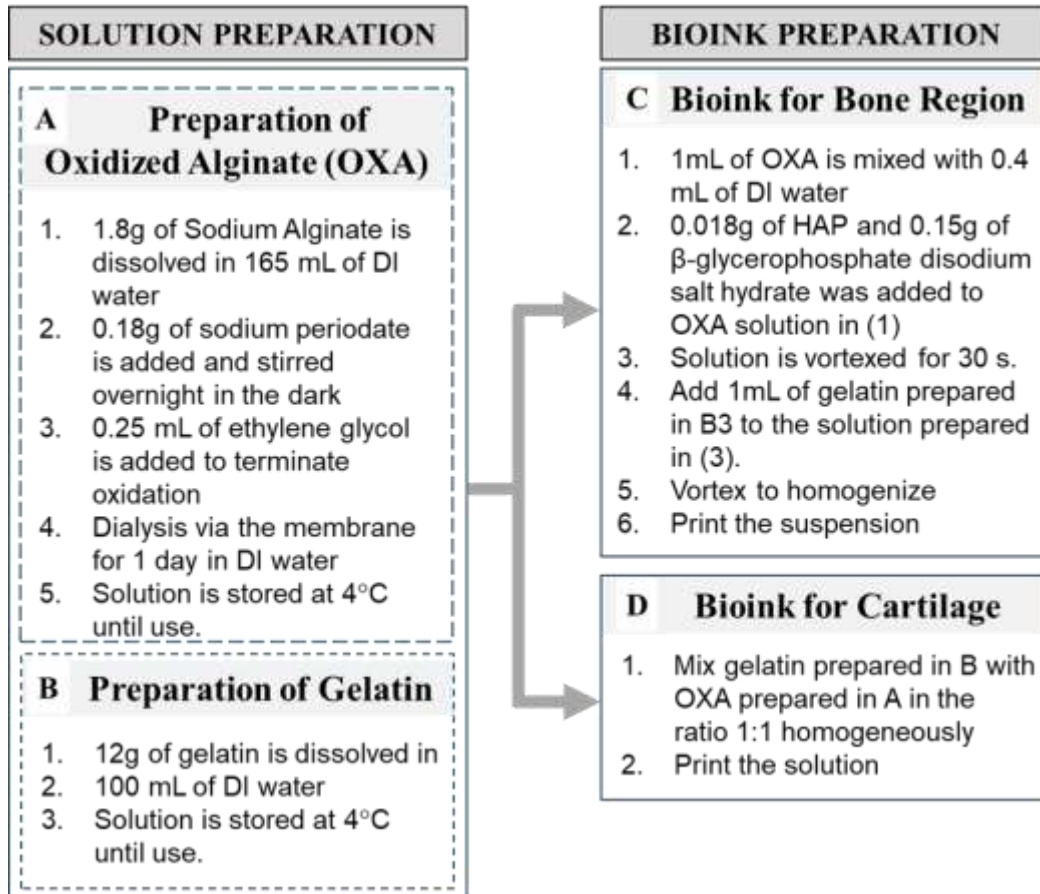 SOLUTION PREPARATION
A Preparation of
Oxidized Alginate (OXA)
1. 1.8g of Sodium Alginate is
dissolved in 165 mL of DI
water
2. 0.18g of sodium periodate
is added and stirred
overnight in the dark
3. 0.25 mL of ethylene glycol
is added to terminate
oxidation
4. Dialysis via the membrane
for 1 day in DI water
5. Solution is stored at 4°C
until use.
B Preparation of Gelatin
1. 12g of gelatin is dissolved in
2. 100 mL of DI water
3. Solution is stored at 4°C
until use.
BIOINK PREPARATION
C Bioink for Bone Region
1. 1mL of OXA is mixed with 0.4
mL of DI water
2. 0.018g of HAP and 0.15g of
β-glycerophosphate disodium
salt hydrate was added to
OXA solution in (1)
3. Solution is vortexed for 30 s.
4. Add 1mL of gelatin prepared
in B3 to the solution prepared
in (3).
5. Vortex to homogenize
6. Print the suspension
D Bioink for Cartilage
1. Mix gelatin prepared in B with
OXA prepared in A in the
ratio 1:1 homogeneously
2. Print the solution